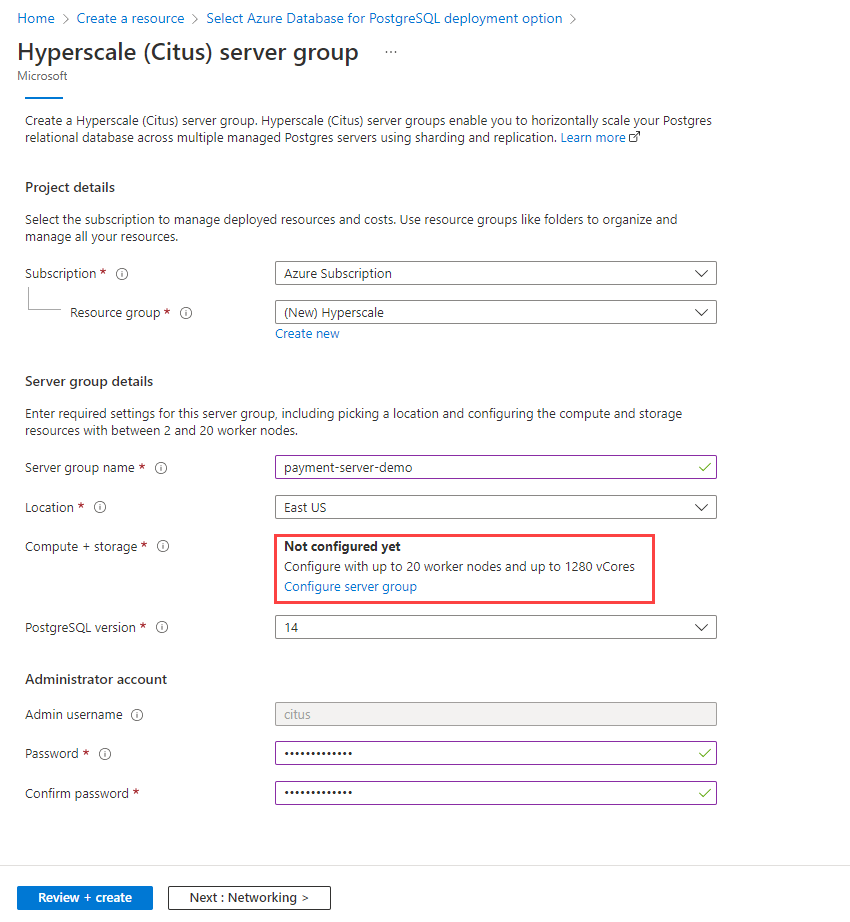 Home > Create a resource > Select Azure Database for PostgreSQL deployment option >
Hyperscale (Citus) server group ...
Microsoft
Create a Hyperscale (Citus) server group. Hyperscale (Citus) server groups enable you to horizontally scale your Postgres
relational database across multiple managed Postgres servers using sharding and replication. Learn more
Project details
Select the subscription to manage deployed resources and costs. Use resource groups like folders to organize and
manage all your resources.
Subscription * Azure Subscription
Resource group * (New) Hyperscale
Create new
Server group details
Enter required settings for this server group, including picking a location and configuring the compute and storage
resources with between 2 and 20 worker nodes.
Server group name * payment-server-demo
Location * East US
Compute + storage * Not configured yet
Configure with up to 20 worker nodes and up to 1280 vCores
Configure server group
PostgreSQL version * 14
Administrator account
Admin username citus
Password * •••••••••••••
Confirm password * •••••••••••••
Review + create Next : Networking >